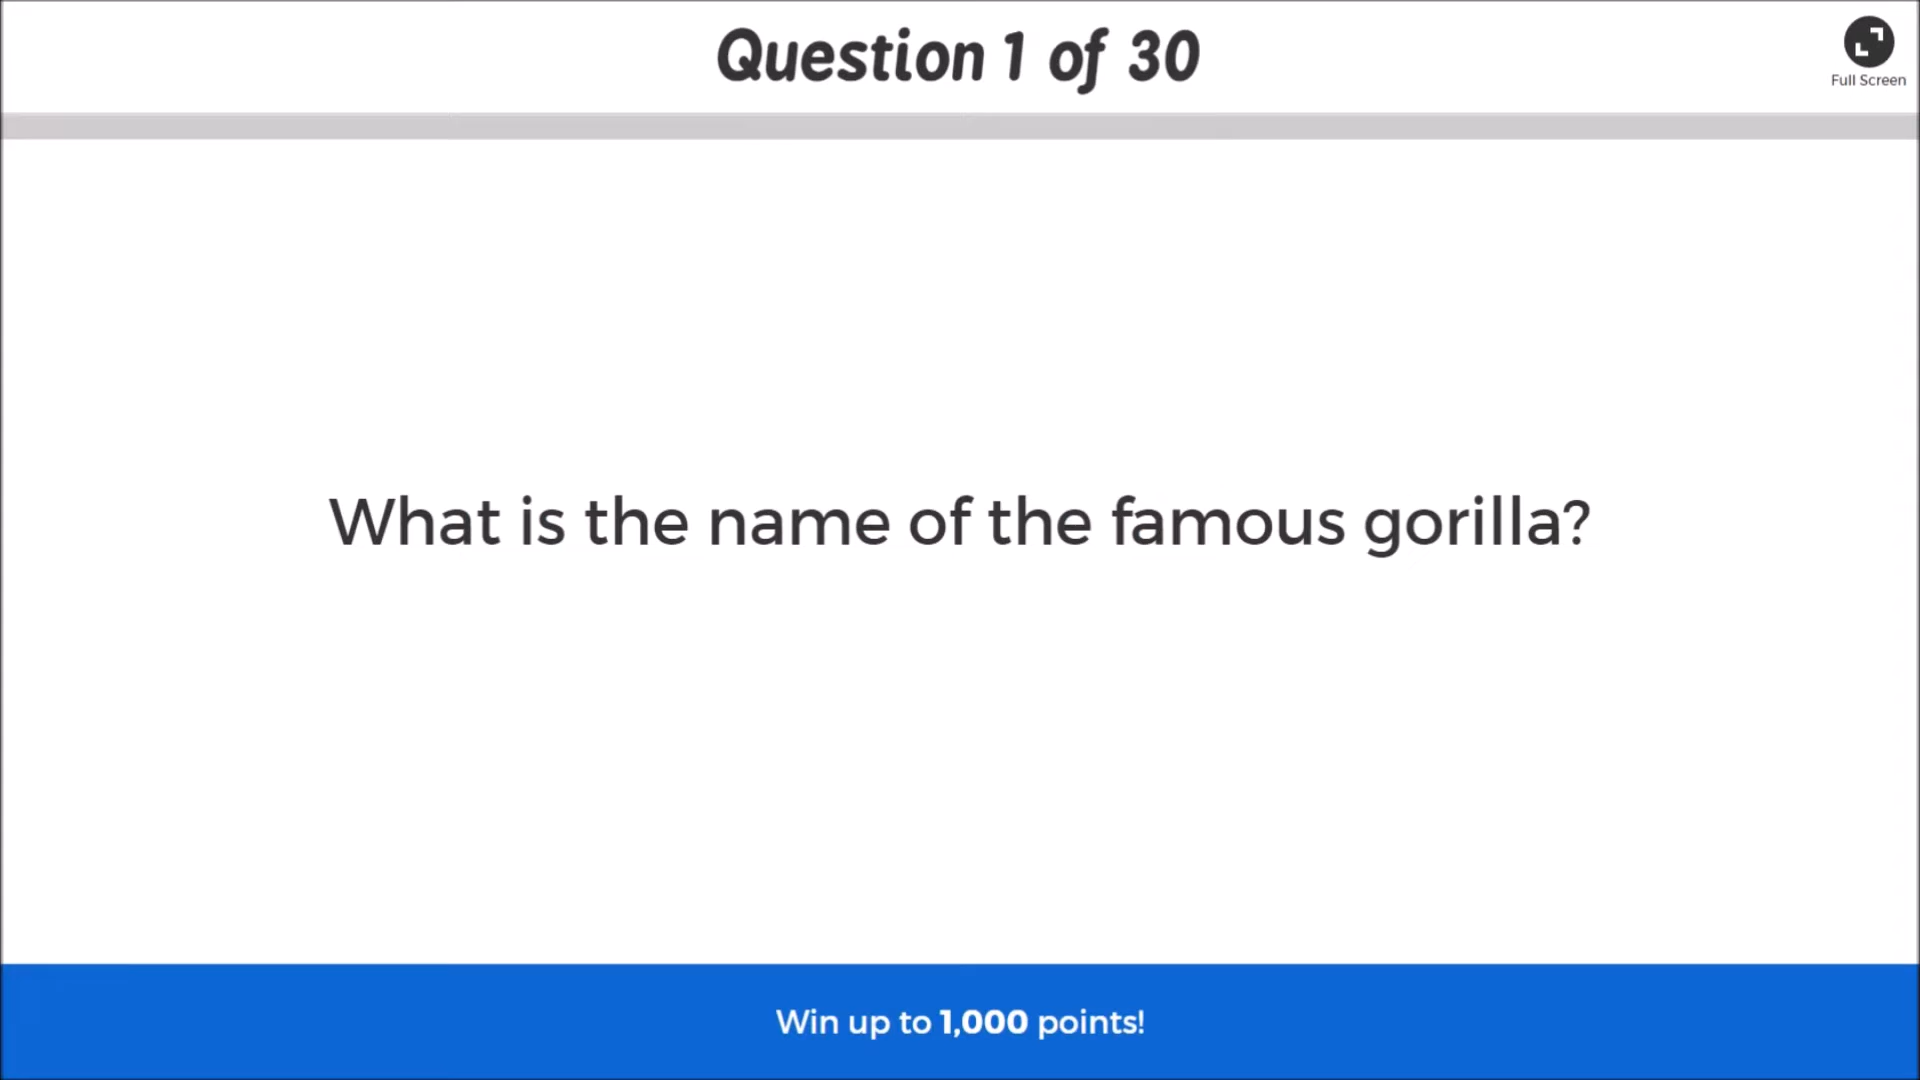 Question 1 of 30
Full Screen
What is the name of the famous gorilla?
Win up to 1,000 points!